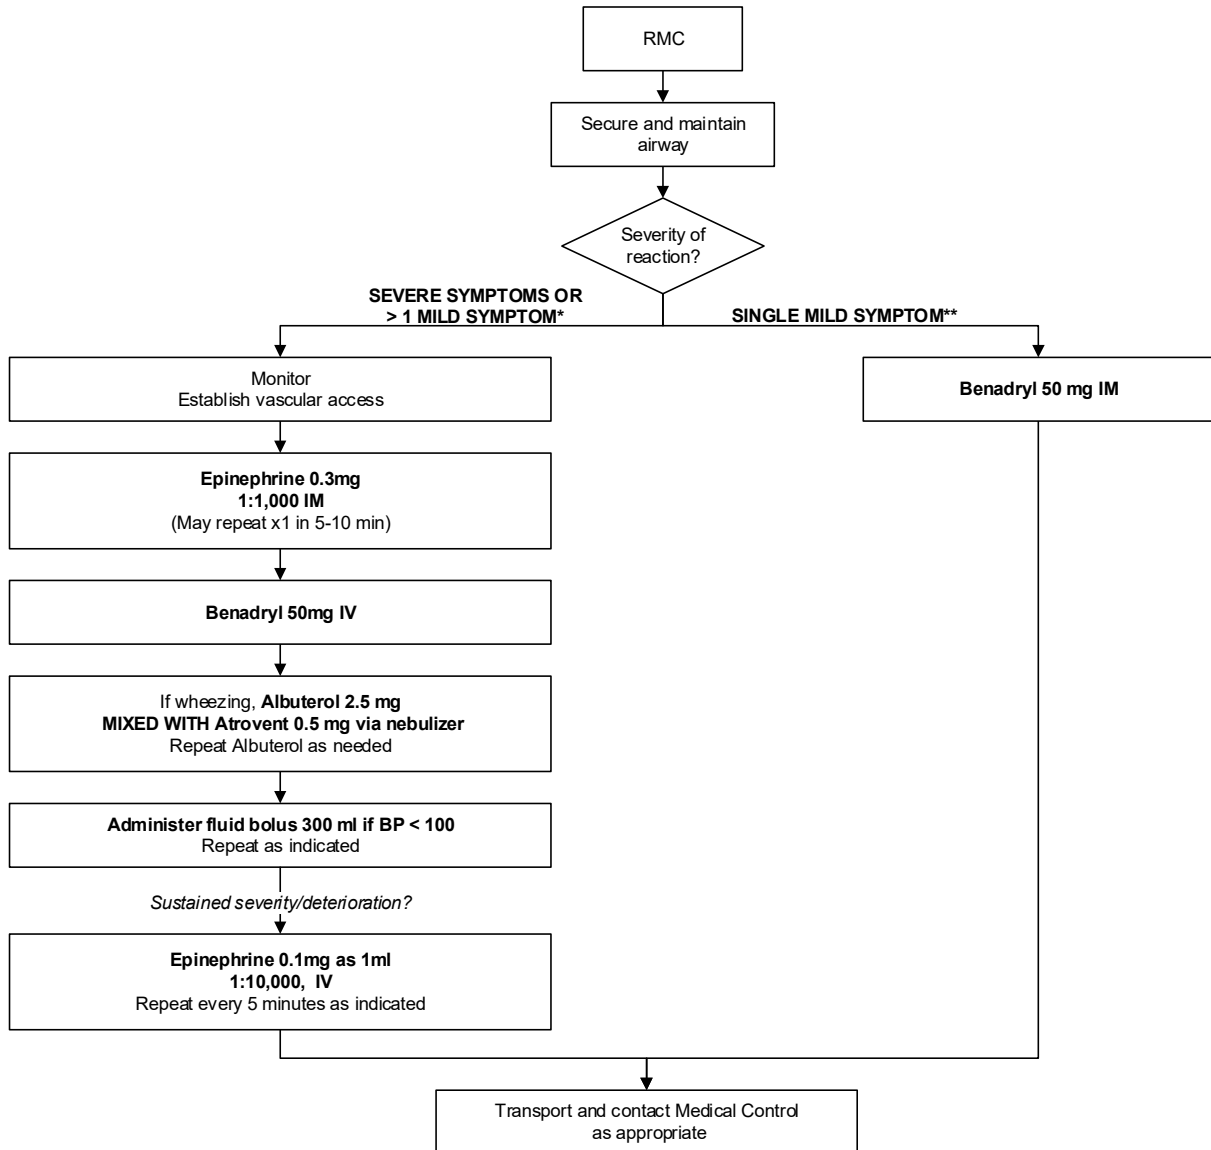 RMC
Secure and maintain
airway
Severity of
reaction?
SEVERE SYMPTOMS OR
> 1 MILD SYMPTOM*
SINGLE MILD SYMPTOM**
Monitor
Establish vascular access
Benadryl 50 mg IM
Epinephrine 0.3mg
1:1,000 IM
(May repeat x1 in 5-10 min)
Benadryl 50mg IV
If wheezing, Albuterol 2.5 mg
MIXED WITH Atrovent 0.5 mg via nebulizer
Repeat Albuterol as needed
Administer fluid bolus 300 ml if BP < 100
Repeat as indicated
Sustained severity/deterioration?
Epinephrine 0.1mg as 1ml
1:10,000, IV
Repeat every 5 minutes as indicated
Transport and contact Medical Control
as appropriate